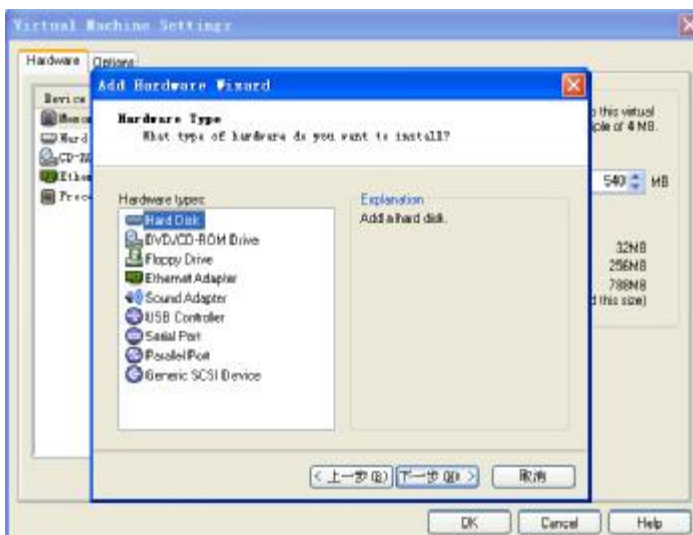 Virtual Machine Settings
Hardware Options
Device
Add Hardware Wizard
Hardware Type
What type of hardware do you want to install?
this virtual
ple of 4 MB.
540 MB
Hardware types:
Hard Disk
DVD/CD-ROM Drive
Floppy Drive
Ethernet Adapter
Sound Adapter
USB Controller
Serial Port
Parallel Port
Generic SCSI Device
Explanation
Add a hard disk.
32MB
256MB
788MB
this size)
< 上一步(B)
下一步(N) >
取消
OK
Cancel
Help